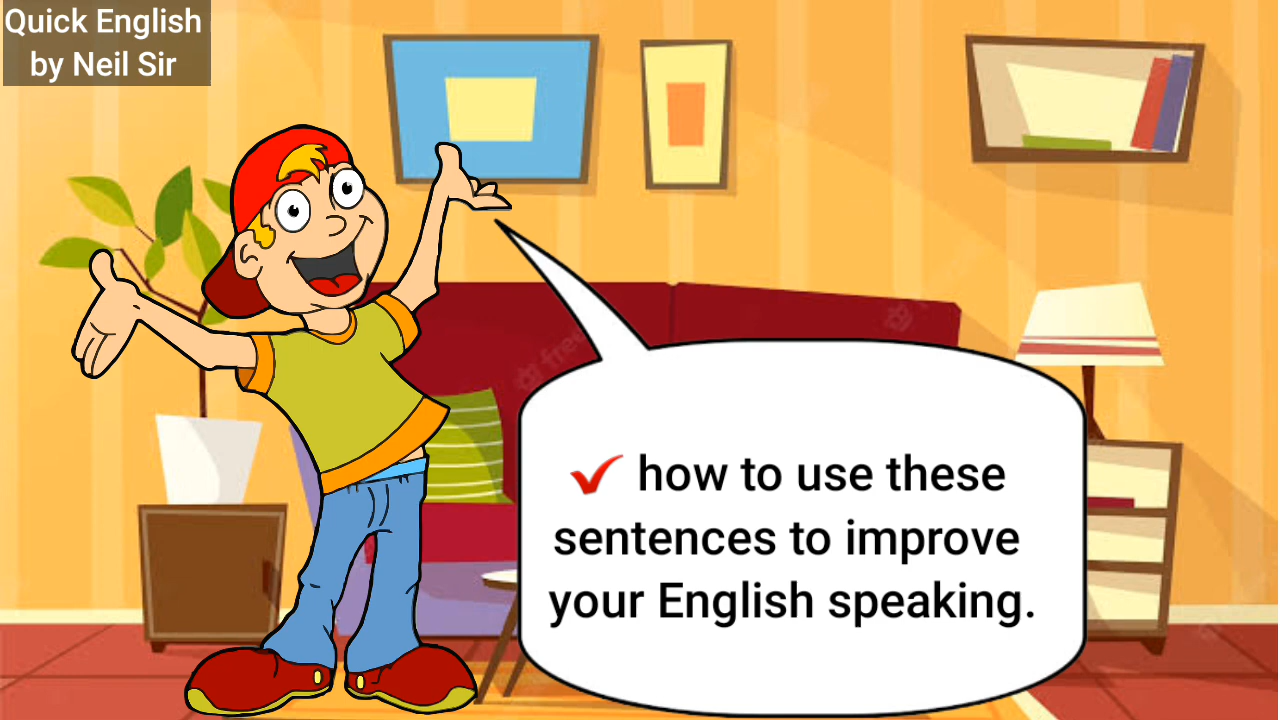 Quick English
by Neil Sir
✓ how to use these
sentences to improve
your English speaking.